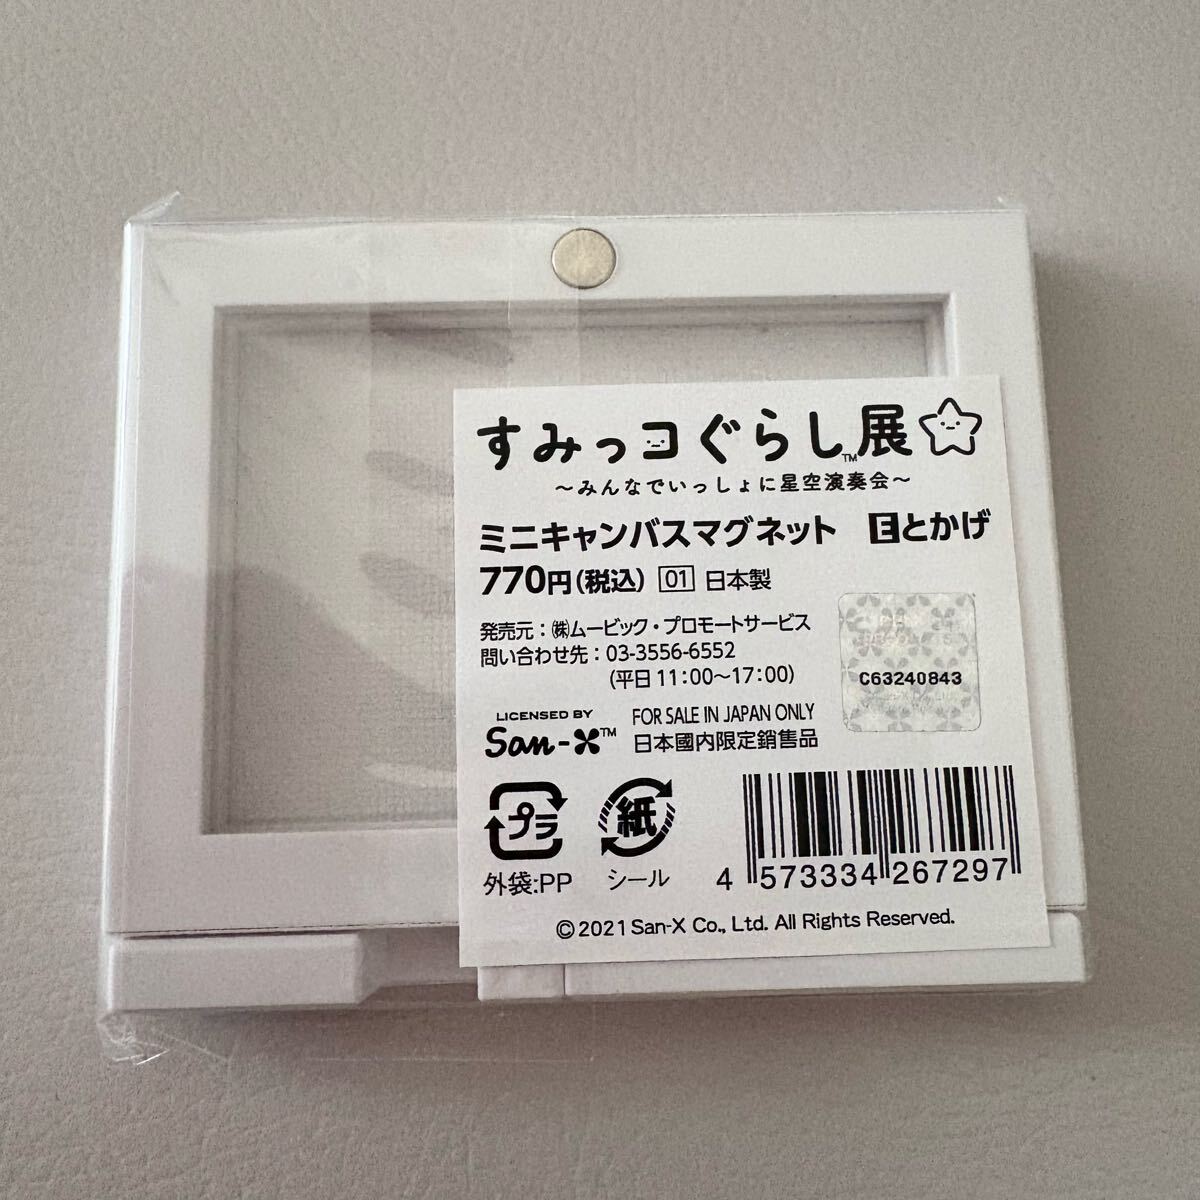 すみっコぐらし™展
～みんなでいっしょに星空演奏会～
ミニキャンバスマグネット　Eとかげ
770円(税込) 01 日本製
発売元：㈱ムービック・プロモートサービス
問い合わせ先：03-3556-6552
(平日11:00～17:00)
C63240843
LICENSED BY
San-X™
FOR SALE IN JAPAN ONLY
日本國内限定銷售品
プラ
外袋:PP
紙
シール
4 573334 267297
©2021 San-X Co., Ltd. All Rights Reserved.